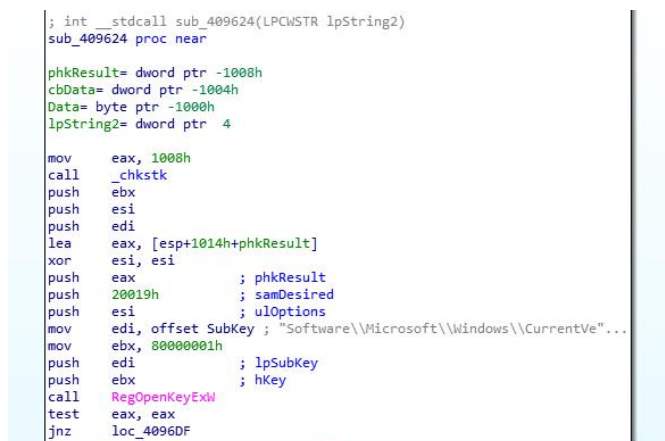 ; int __stdcall sub_409624(LPCWSTR lpString2)
sub_409624 proc near
phkResult= dword ptr -1008h
cbData= dword ptr -1004h
Data= byte ptr -1000h
lpString2= dword ptr  4
mov     eax, 1008h
call    _chkstk
push    ebx
push    esi
push    edi
lea     eax, [esp+1014h+phkResult]
xor     esi, esi
push    eax             ; phkResult
push    20019h          ; samDesired
push    esi             ; ulOptions
mov     edi, offset SubKey ; "Software\\Microsoft\\Windows\\CurrentVe"...
mov     ebx, 80000001h
push    edi             ; lpSubKey
push    ebx             ; hKey
call    RegOpenKeyExW
test    eax, eax
jnz     loc_4096DF